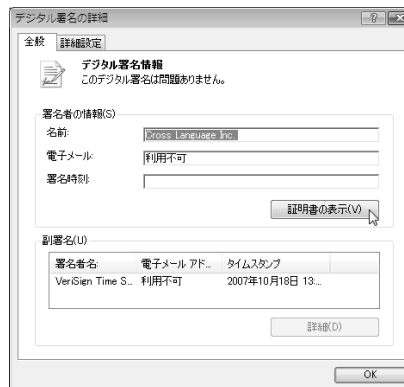 デジタル署名の詳細
全般 詳細設定
デジタル署名情報
このデジタル署名は問題ありません。
署名者の情報(S)
名前: Cross Language Inc.
電子メール: 利用不可
署名時刻:
証明書の表示(V)
副署名(U)
署名者名: 電子メール アド... タイムスタンプ
VeriSign Time S... 利用不可 2007年10月18日 13:...
詳細(D)
OK